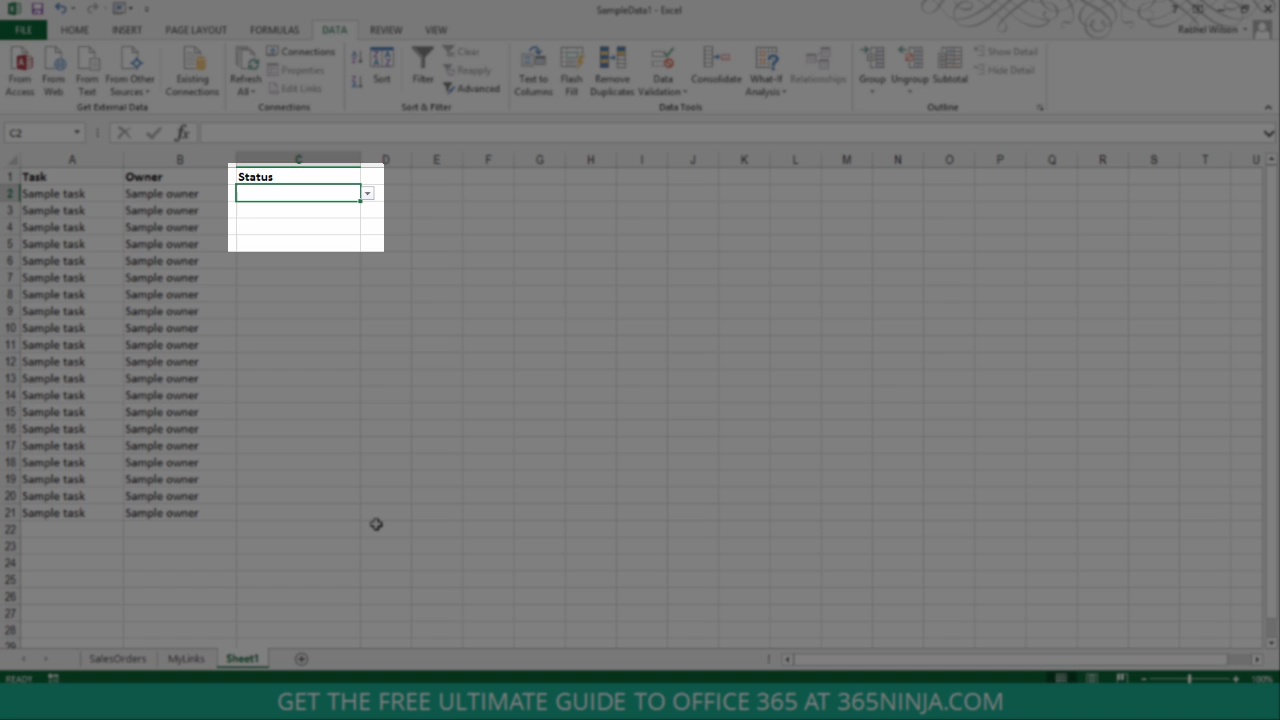 SampleData1 - Excel
FILE HOME INSERT PAGE LAYOUT FORMULAS DATA REVIEW VIEW
From Access
From Web
From Text
From Other Sources
Existing Connections
Refresh All
Connections
Properties
Edit Links
Sort
Filter
Clear
Reapply
Advanced
Text to Columns
Flash Fill
Remove Duplicates
Data Validation
Consolidate
What-If Analysis
Relationships
Group
Ungroup
Subtotal
Show Detail
Hide Detail
Get External Data Connections Sort & Filter Data Tools Outline
C2 fx
A B C D E F G H I J K L M N O P Q R S T U
1 Task Owner Status
2 Sample task Sample owner
3 Sample task Sample owner
4 Sample task Sample owner
5 Sample task Sample owner
6 Sample task Sample owner
7 Sample task Sample owner
8 Sample task Sample owner
9 Sample task Sample owner
10 Sample task Sample owner
11 Sample task Sample owner
12 Sample task Sample owner
13 Sample task Sample owner
14 Sample task Sample owner
15 Sample task Sample owner
16 Sample task Sample owner
17 Sample task Sample owner
18 Sample task Sample owner
19 Sample task Sample owner
20 Sample task Sample owner
21 Sample task Sample owner
22
23
24
25
26
27
28
29
SalesOrders MyLinks Sheet1
READY 100%
GET THE FREE ULTIMATE GUIDE TO OFFICE 365 AT 365NINJA.COM